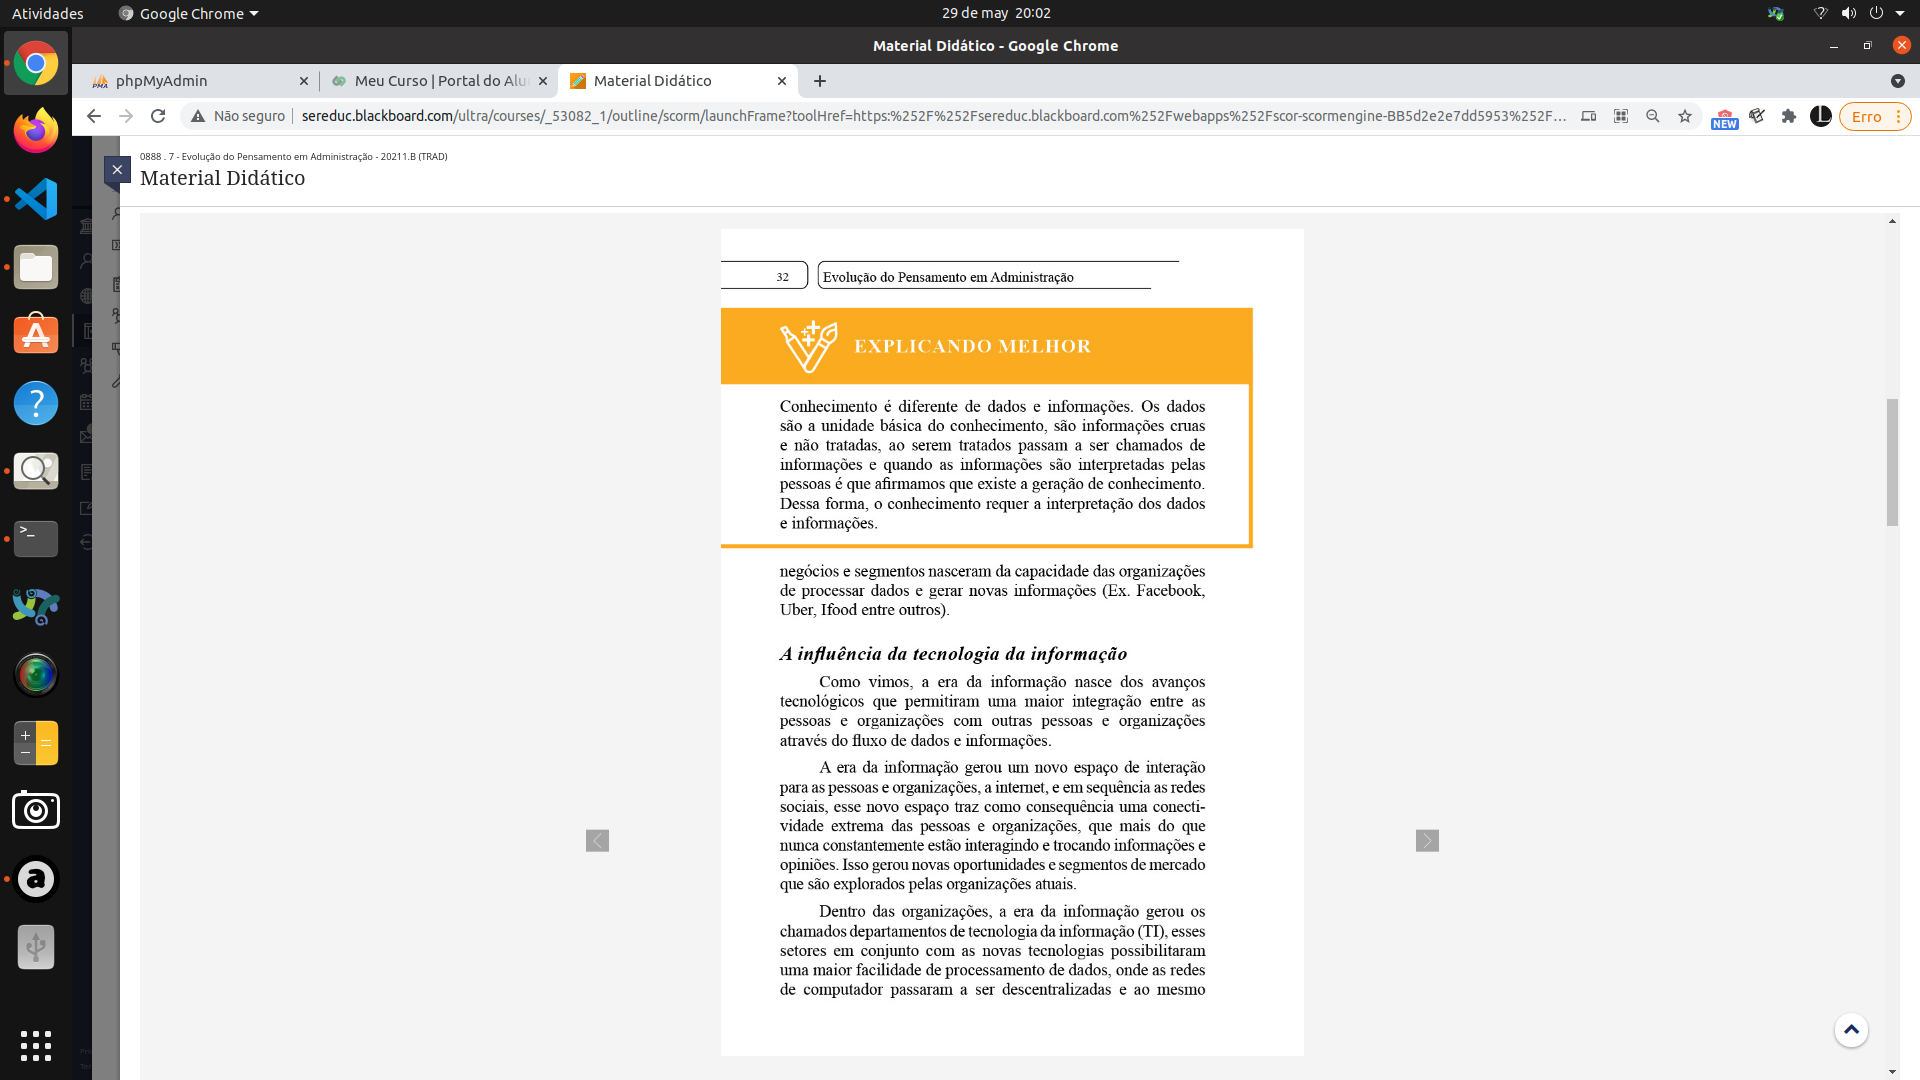 Atividades
Google Chrome
29 de may  20:02
Material Didático - Google Chrome
phpMyAdmin
Meu Curso | Portal do Alu
Material Didático
Não seguro
sereduc.blackboard.com/ultra/courses/_53082_1/outline/scorm/launchFrame?toolHref=https:%252F%252Fsereduc.blackboard.com%252Fwebapps%252Fscor-scormengine-BB5d2e2e7dd5953%252F...
NEW
Erro
0888 . 7 - Evolução do Pensamento em Administração - 20211.B (TRAD)
Material Didático
32
Evolução do Pensamento em Administração
EXPLICANDO MELHOR
Conhecimento é diferente de dados e informações. Os dados
são a unidade básica do conhecimento, são informações cruas
e não tratadas, ao serem tratados passam a ser chamados de
informações e quando as informações são interpretadas pelas
pessoas é que afirmamos que existe a geração de conhecimento.
Dessa forma, o conhecimento requer a interpretação dos dados
e informações.
negócios e segmentos nasceram da capacidade das organizações
de processar dados e gerar novas informações (Ex. Facebook,
Uber, Ifood entre outros).
A influência da tecnologia da informação
Como vimos, a era da informação nasce dos avanços
tecnológicos que permitiram uma maior integração entre as
pessoas e organizações com outras pessoas e organizações
através do fluxo de dados e informações.
A era da informação gerou um novo espaço de interação
para as pessoas e organizações, a internet, e em sequência as redes
sociais, esse novo espaço traz como consequência uma conecti-
vidade extrema das pessoas e organizações, que mais do que
nunca constantemente estão interagindo e trocando informações e
opiniões. Isso gerou novas oportunidades e segmentos de mercado
que são explorados pelas organizações atuais.
Dentro das organizações, a era da informação gerou os
chamados departamentos de tecnologia da informação (TI), esses
setores em conjunto com as novas tecnologias possibilitaram
uma maior facilidade de processamento de dados, onde as redes
de computador passaram a ser descentralizadas e ao mesmo